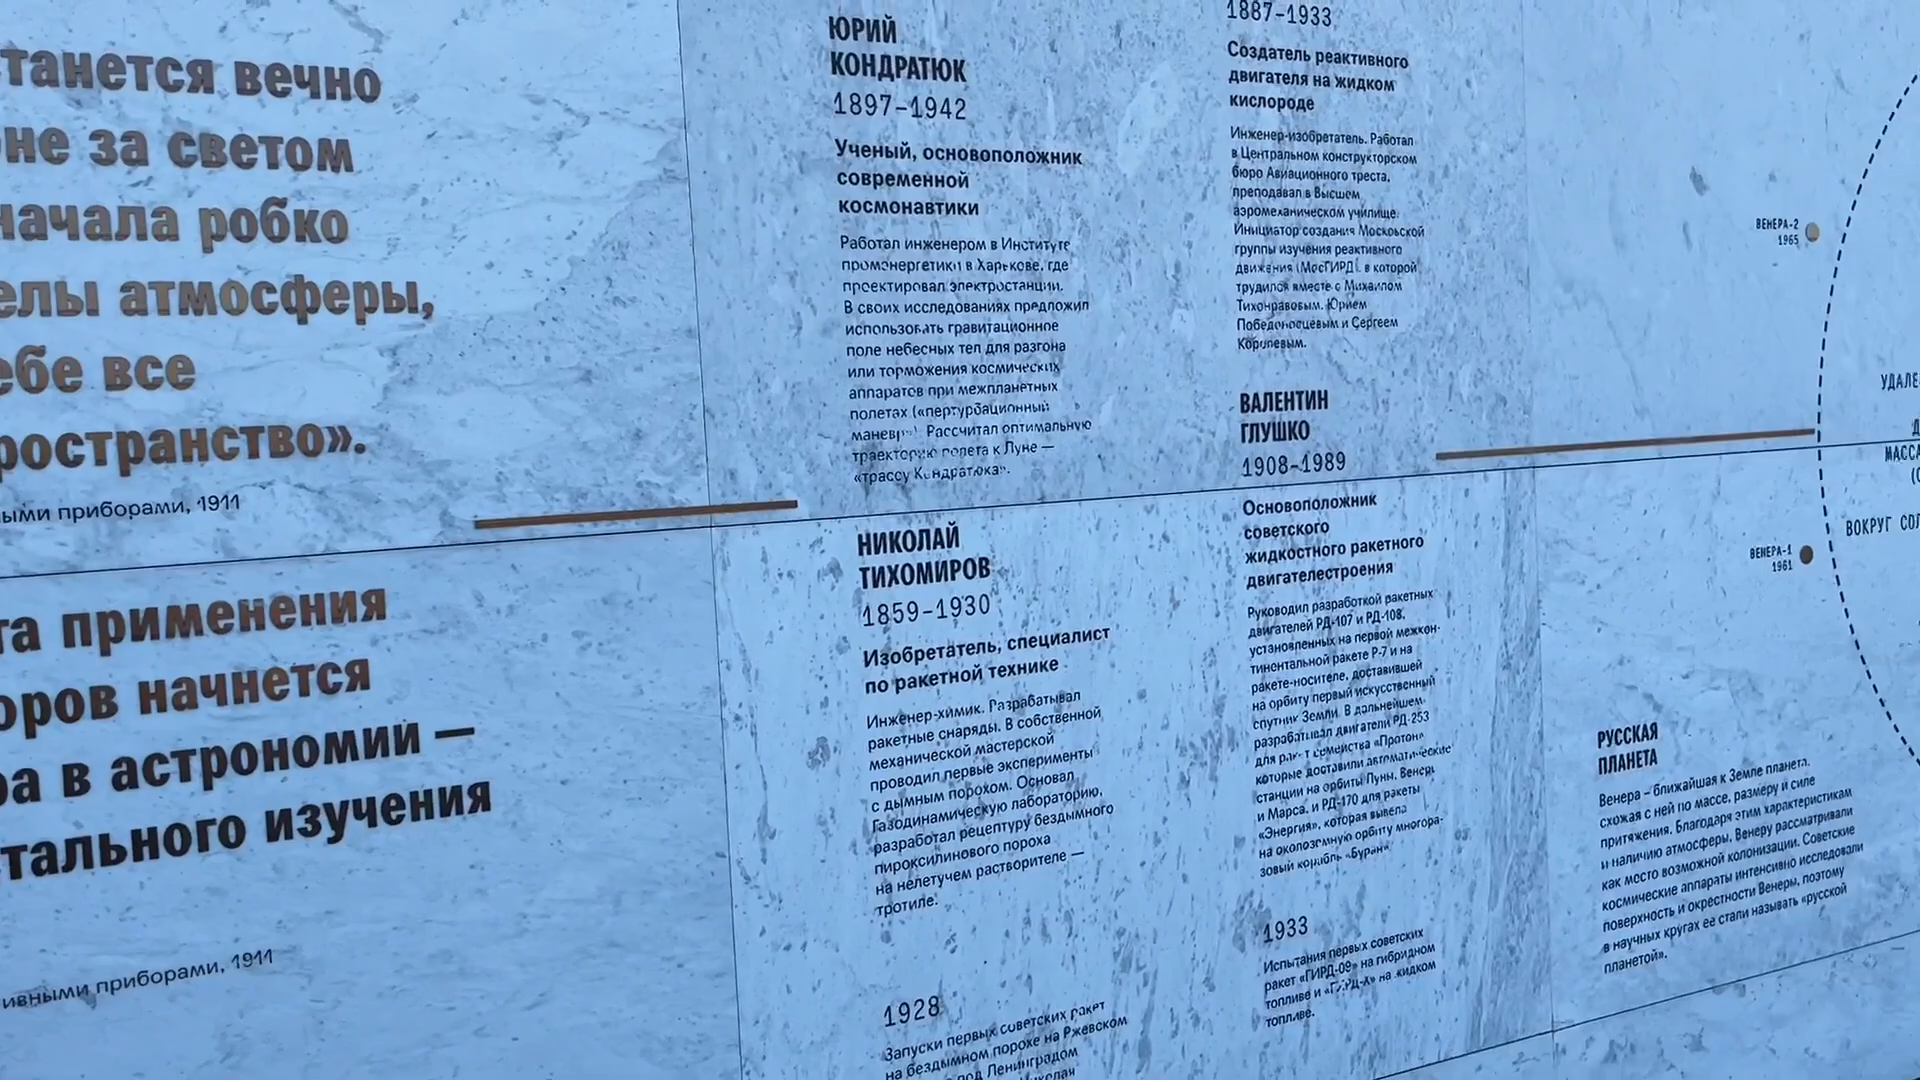 танется вечно
не за светом
начала робко
елы атмосферы,
ебе все
ространство».
ыми приборами, 1911
та применения
оров начнется
ра в астрономии —
тального изучения
ивными приборами, 1911
ЮРИЙ
КОНДРАТЮК
1897–1942
Ученый, основоположник
современной
космонавтики
Работал инженером в Институте
промэнергетики в Харькове, где
проектировал электростанции.
В своих исследованиях предложил
использовать гравитационное
поле небесных тел для разгона
или торможения космических
аппаратов при межпланетных
полетах («пертурбационный
маневр»). Рассчитал оптимальную
траекторию полета к Луне —
«трассу Кондратюка».
НИКОЛАЙ
ТИХОМИРОВ
1859–1930
Изобретатель, специалист
по ракетной технике
Инженер-химик. Разрабатывал
ракетные снаряды. В собственной
механической мастерской
проводил первые эксперименты
с дымным порохом. Основал
Газодинамическую лабораторию,
разработал рецептуру бездымного
пироксилинового пороха
на нелетучем растворителе —
тротиле.
1928
Запуски первых советских ракет
на бездымном порохе на Ржевском
под Ленинградом
Николая
1887–1933
Создатель реактивного
двигателя на жидком
кислороде
Инженер-изобретатель. Работал
в Центральном конструкторском
бюро Авиационного треста,
преподавал в Высшем
аэромеханическом училище.
Инициатор создания Московской
группы изучения реактивного
движения (МосГИРД), в которой
трудился вместе с Михаилом
Тихонравовым, Юрием
Победоносцевым и Сергеем
Королевым.
ВАЛЕНТИН
ГЛУШКО
1908–1989
Основоположник
советского
жидкостного ракетного
двигателестроения
Руководил разработкой ракетных
двигателей РД-107 и РД-108,
установленных на первой межкон-
тинентальной ракете Р-7 и на
ракете-носителе, доставившей
на орбиту первый искусственный
спутник Земли. В дальнейшем
разрабатывал двигатели РД-253
для ракет семейства «Протон»,
которые доставили автоматические
станции на орбиты Луны, Венеры
и Марса, и РД-170 для ракеты
«Энергия», которая вывела
на околоземную орбиту многора-
зовый корабль «Буран».
1933
Испытания первых советских
ракет «ГИРД-09» на гибридном
топливе и «ГИРД-Х» на жидком
топливе.
ВЕНЕРА-2
1965
ВЕНЕРА-1
1961
УДАЛЕ
Д
МАССА
(С
ВОКРУГ СОЛ
РУССКАЯ
ПЛАНЕТА
Венера – ближайшая к Земле планета,
схожая с ней по массе, размеру и силе
притяжения. Благодаря этим характеристикам
и наличию атмосферы, Венеру рассматривали
как место возможной колонизации. Советские
космические аппараты интенсивно исследовали
поверхность и окрестности Венеры, поэтому
в научных кругах ее стали называть «русской
планетой».